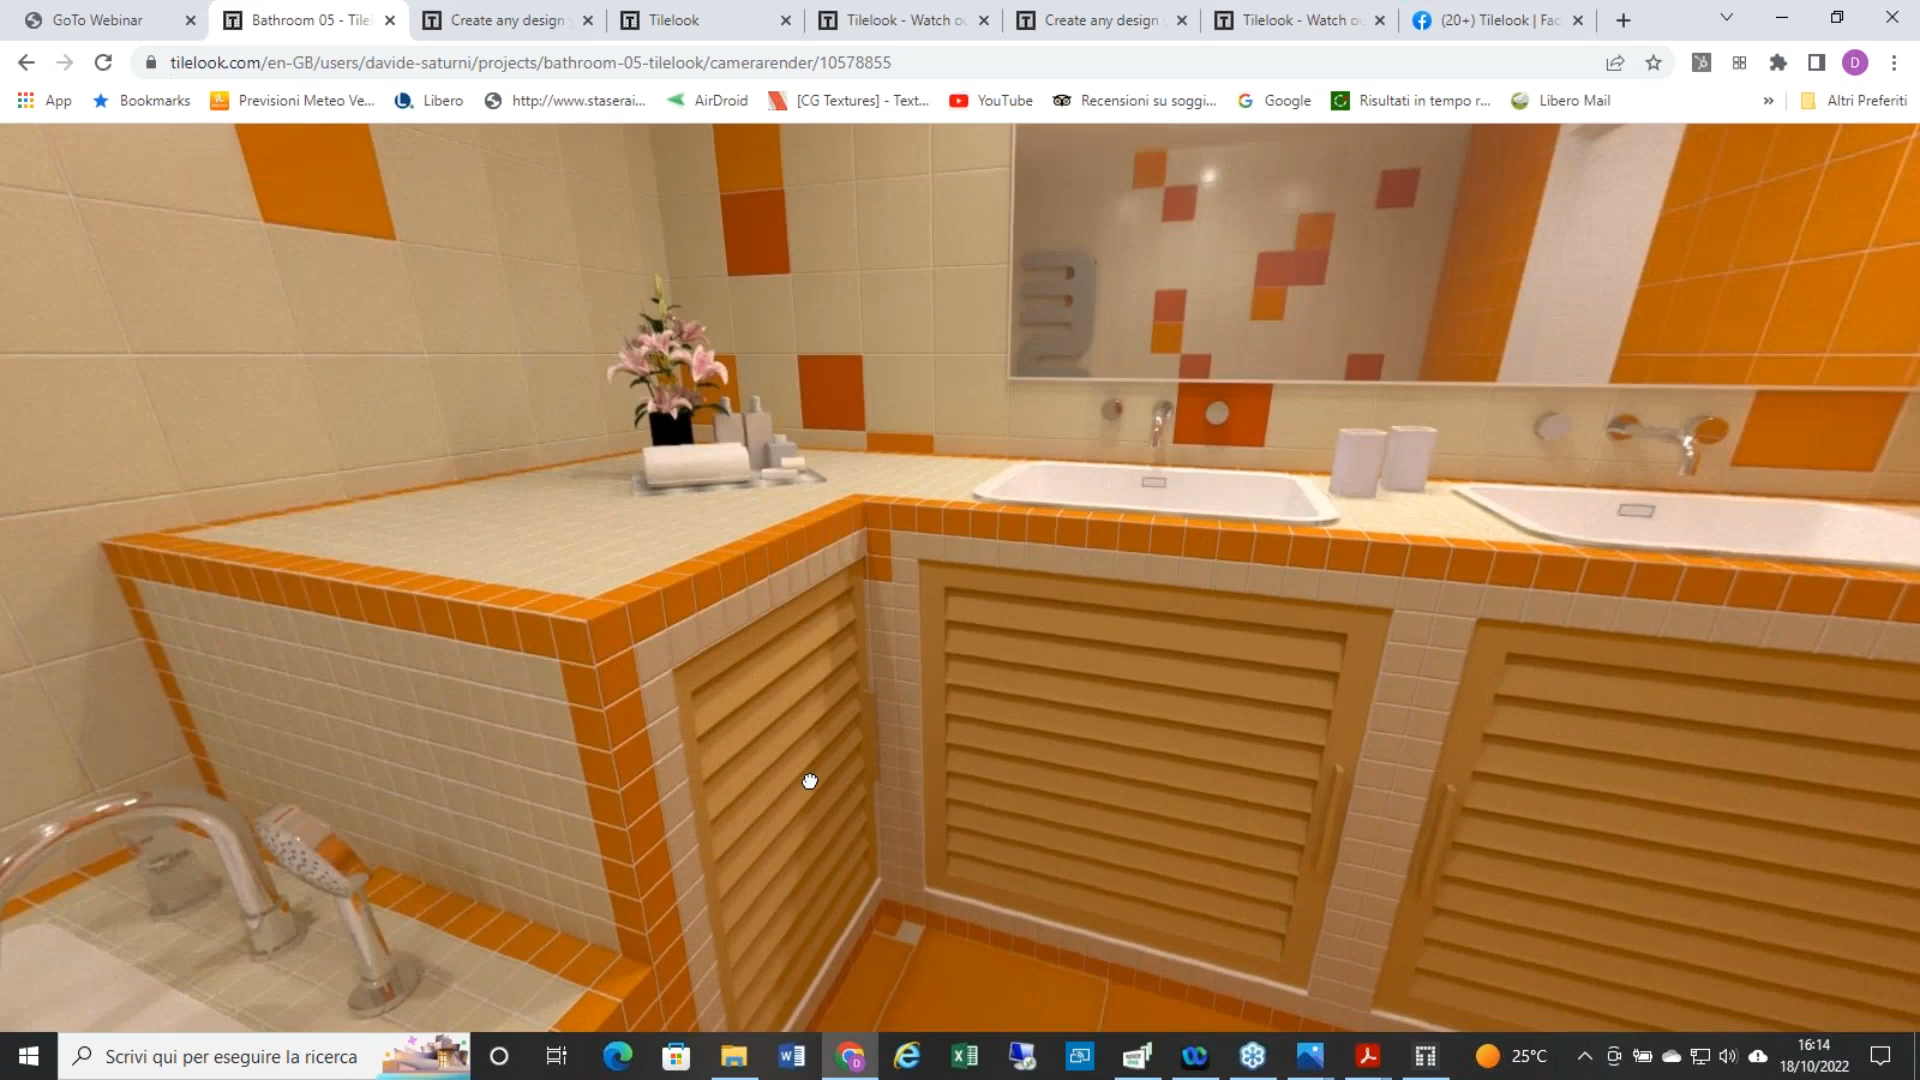 GoTo Webinar
Bathroom 05 - Tilel
Create any design
Tilelook
Tilelook - Watch ou
Create any design
Tilelook - Watch ou
(20+) Tilelook | Fac
tilelook.com/en-GB/users/davide-saturni/projects/bathroom-05-tilelook/camerarender/10578855
D
App
Bookmarks
Previsioni Meteo Ve...
Libero
http://www.staserai...
AirDroid
[CG Textures] - Text...
YouTube
Recensioni su soggi...
Google
Risultati in tempo r...
Libero Mail
»
Altri Preferiti
Scrivi qui per eseguire la ricerca
25°C
16:14
18/10/2022